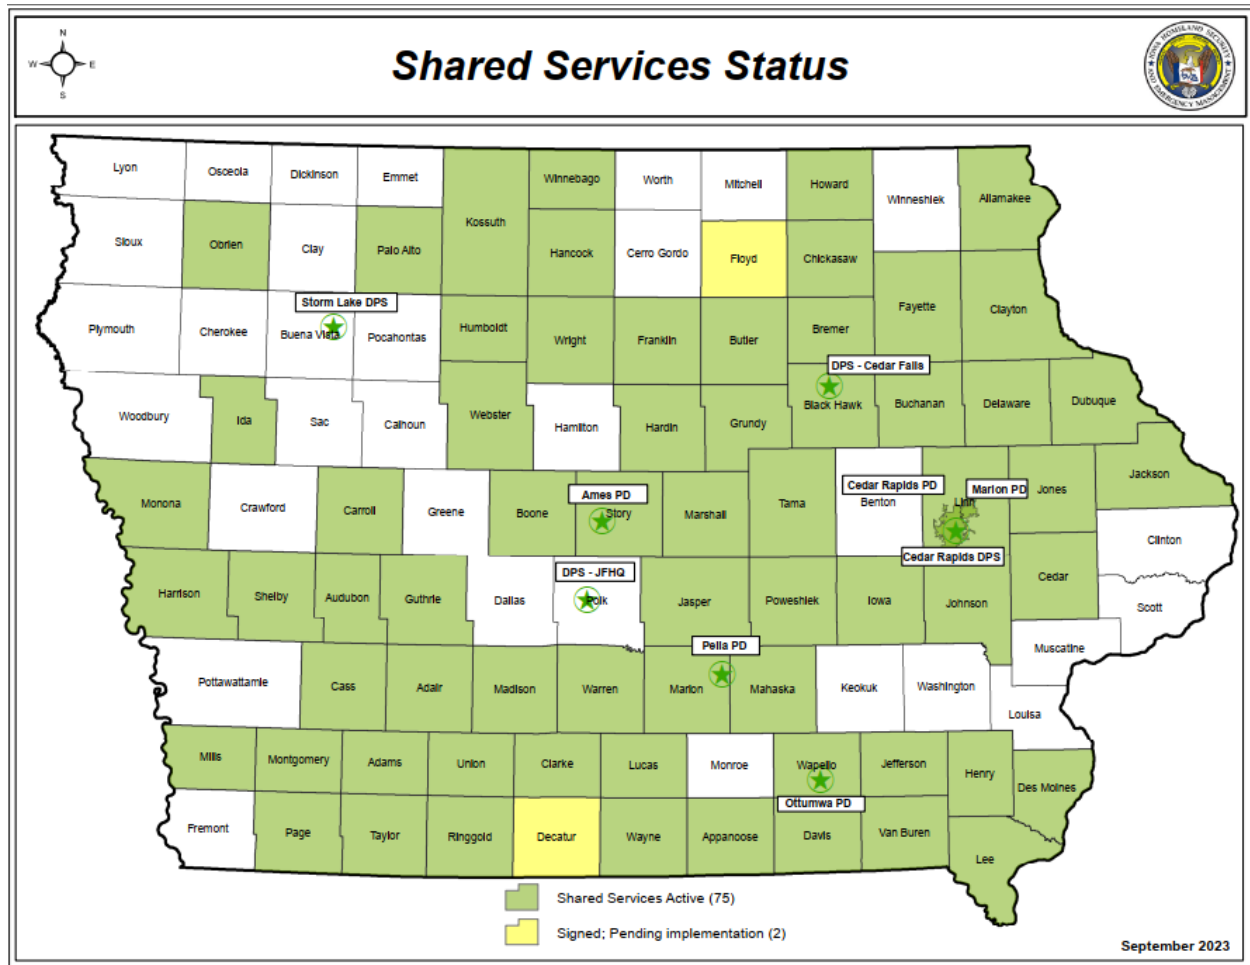 N
W E
S
Shared Services Status
IOWA HOMELAND SECURITY
AND EMERGENCY MANAGEMENT
Lyon
Osceola
Dickinson
Emmet
Kossuth
Winnebago
Worth
Mitchell
Howard
Winneshiek
Allamakee
Sioux
Obrien
Clay
Palo Alto
Hancock
Cerro Gordo
Floyd
Chickasaw
Fayette
Clayton
Storm Lake DPS
Plymouth
Cherokee
Buena Vista
Pocahontas
Humboldt
Wright
Franklin
Butler
Bremer
DPS - Cedar Falls
Woodbury
Ida
Sac
Calhoun
Webster
Hamilton
Hardin
Grundy
Black Hawk
Buchanan
Delaware
Dubuque
Monona
Crawford
Carroll
Greene
Boone
Ames PD
Story
Marshall
Tama
Cedar Rapids PD
Benton
Linn
Marion PD
Jones
Jackson
Cedar Rapids DPS
Clinton
Harrison
Shelby
Audubon
Guthrie
Dallas
DPS - JFHQ
Polk
Jasper
Poweshiek
Iowa
Johnson
Cedar
Scott
Muscatine
Pella PD
Pottawattamie
Cass
Adair
Madison
Warren
Marion
Mahaska
Keokuk
Washington
Louisa
Mills
Montgomery
Adams
Union
Clarke
Lucas
Monroe
Wapello
Jefferson
Henry
Des Moines
Ottumwa PD
Fremont
Page
Taylor
Ringgold
Decatur
Wayne
Appanoose
Davis
Van Buren
Lee
Shared Services Active (75)
Signed; Pending implementation (2)
September 2023